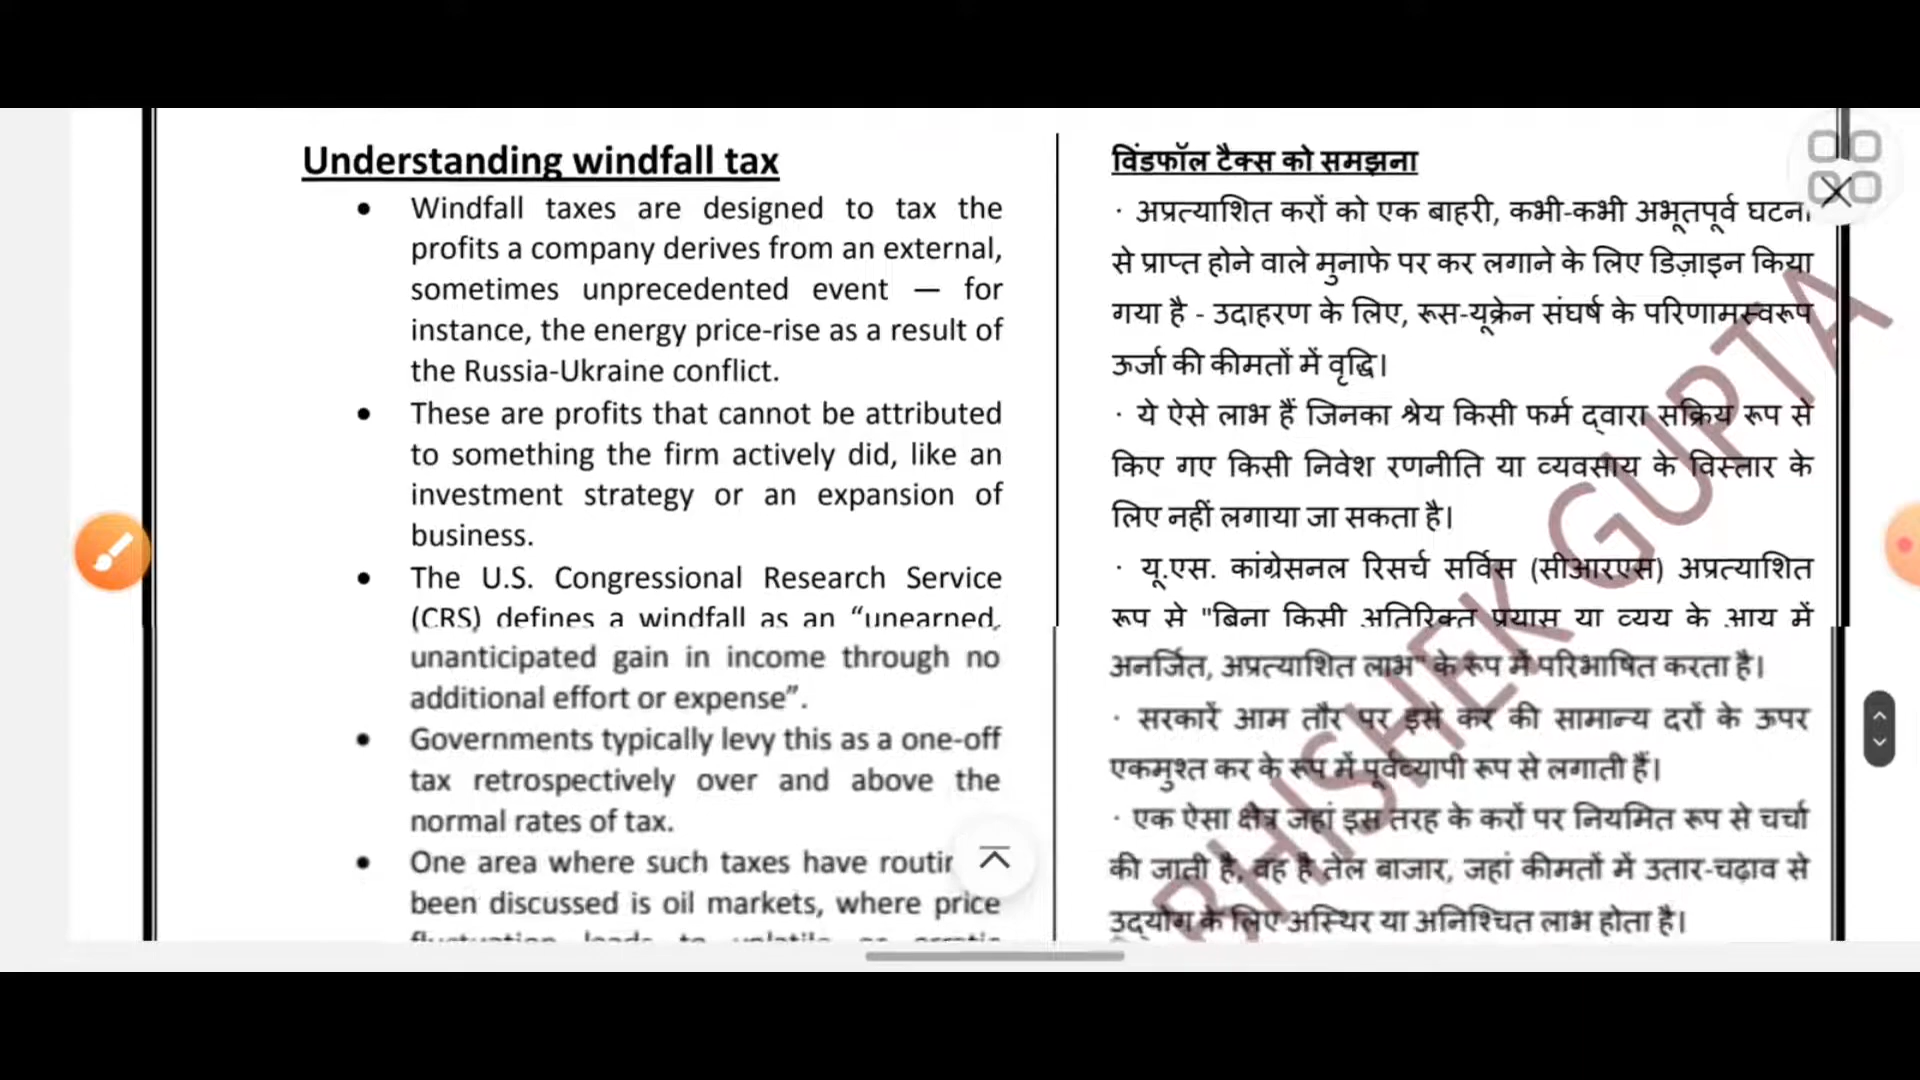 Understanding windfall tax
• Windfall taxes are designed to tax the
profits a company derives from an external,
sometimes unprecedented event — for
instance, the energy price-rise as a result of
the Russia-Ukraine conflict.
• These are profits that cannot be attributed
to something the firm actively did, like an
investment strategy or an expansion of
business.
• The U.S. Congressional Research Service
(CRS) defines a windfall as an “unearned,
unanticipated gain in income through no
additional effort or expense”.
• Governments typically levy this as a one-off
tax retrospectively over and above the
normal rates of tax.
• One area where such taxes have
been discussed is oil markets, where price
fluctuation leads to volatile or erratic
विंडफॉल टैक्स को समझना
· अप्रत्याशित करों को एक बाहरी, कभी-कभी अभूतपूर्व
से प्राप्त होने वाले मुनाफे पर कर लगाने के लिए डिज़ाइन किया
गया है - उदाहरण के लिए, रूस-यूक्रेन संघर्ष के परिणामस्वरूप
ऊर्जा की कीमतों में वृद्धि।
· ये ऐसे लाभ हैं जिनका श्रेय किसी फर्म द्वारा सक्रिय रूप से
किए गए किसी निवेश रणनीति या व्यवसाय के विस्तार के
लिए नहीं लगाया जा सकता है।
· यू.एस. कांग्रेसनल रिसर्च सर्विस (सीआरएस) अप्रत्याशित
रूप से "बिना किसी अतिरिक्त प्रयास या व्यय के आय में
अनर्जित, अप्रत्याशित लाभ" के रूप में परिभाषित करता है।
· सरकारें आम तौर पर इसे कर की सामान्य दरों के ऊपर
एकमुश्त कर के रूप में पूर्वव्यापी रूप से लगाती हैं।
· एक ऐसा क्षेत्र जहां इस तरह के करों पर नियमित रूप से चर्चा
की जाती है, वह है तेल बाजार, जहां कीमतों में उतार-चढ़ाव से
उद्योग के लिए अस्थिर या अनिश्चित लाभ होता है।
BHISHEK GUPTA